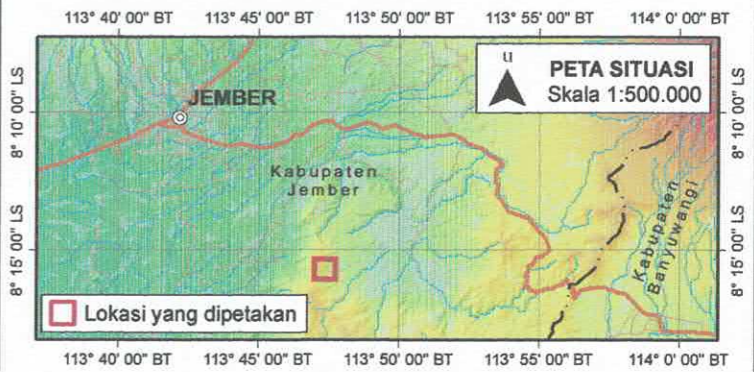 113° 40' 00" BT 113° 45' 00" BT 113° 50' 00" BT 113° 55' 00" BT 114° 0' 00" BT
u
PETA SITUASI
Skala 1:500.000
JEMBER
8° 10' 00" LS
8° 10' 00" LS
Kabupaten
Jember
Kabupaten
Banyuwangi
8° 15' 00" LS
8° 15' 00" LS
Lokasi yang dipetakan
113° 40' 00" BT 113° 45' 00" BT 113° 50' 00" BT 113° 55' 00" BT 114° 0' 00" BT